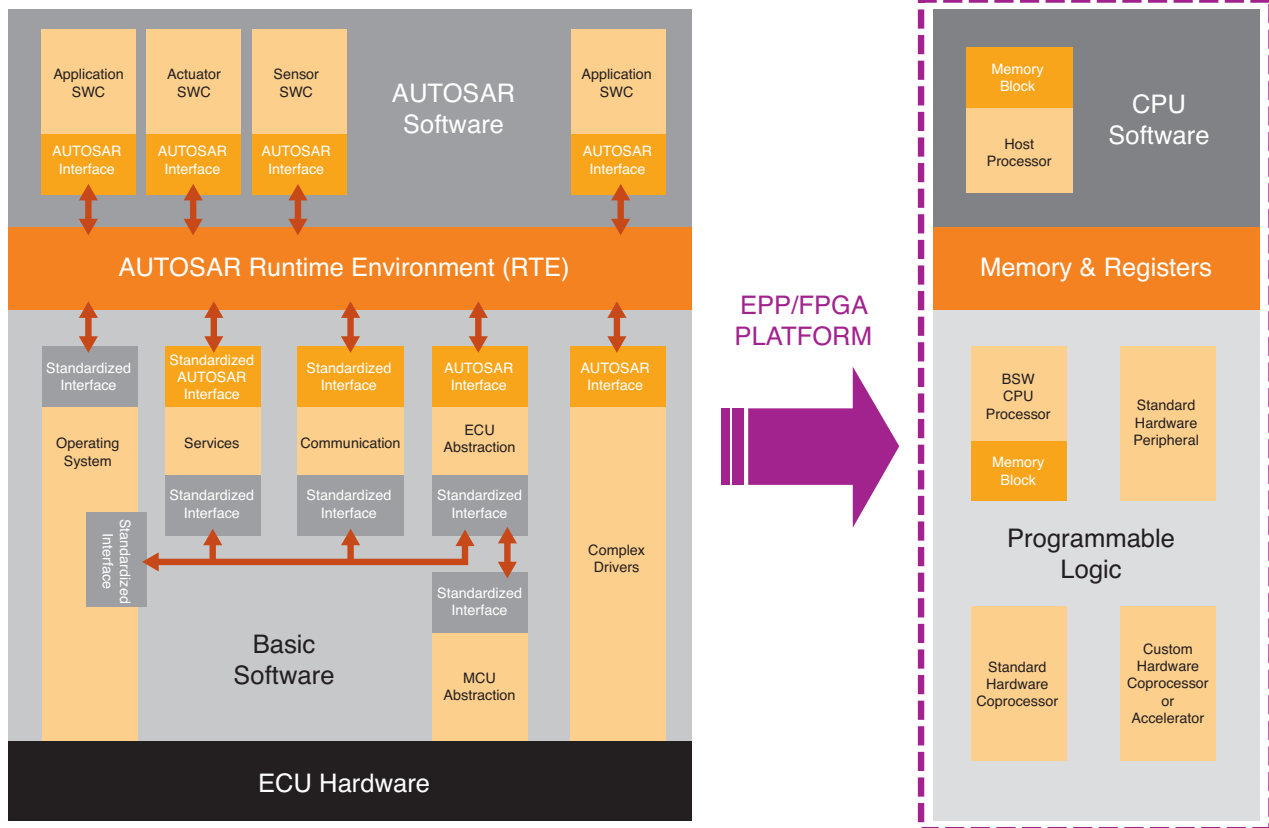 Application
SWC
AUTOSAR
Interface
Actuator
SWC
AUTOSAR
Interface
Sensor
SWC
AUTOSAR
Interface
AUTOSAR
Software
Application
SWC
AUTOSAR
Interface
AUTOSAR Runtime Environment (RTE)
Standardized
Interface
Operating
System
Standardized
Interface
Standardized
AUTOSAR
Interface
Services
Standardized
Interface
Standardized
Interface
Communication
Standardized
Interface
AUTOSAR
Interface
ECU
Abstraction
Standardized
Interface
Standardized
Interface
MCU
Abstraction
AUTOSAR
Interface
Complex
Drivers
Basic
Software
ECU Hardware
EPP/FPGA
PLATFORM
Memory
Block
Host
Processor
CPU
Software
Memory & Registers
BSW
CPU
Processor
Memory
Block
Standard
Hardware
Peripheral
Programmable
Logic
Standard
Hardware
Coprocessor
Custom
Hardware
Coprocessor
or
Accelerator